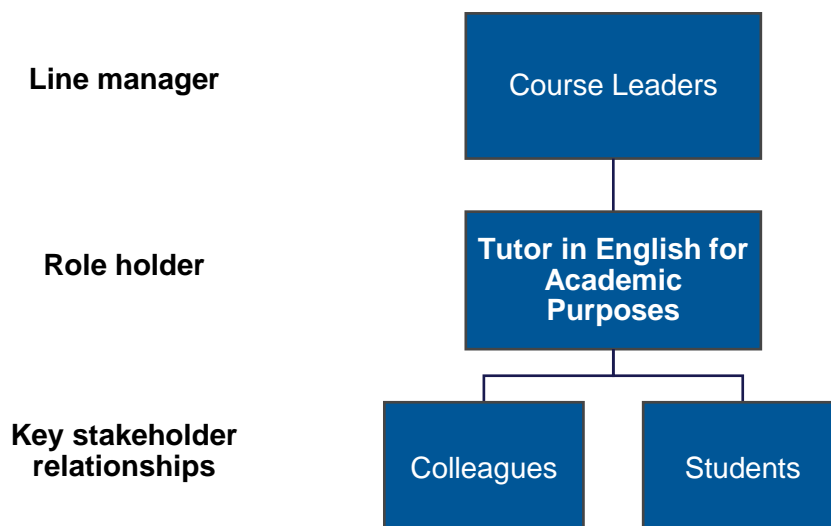 Line manager
Course Leaders
Role holder
Tutor in English for
Academic
Purposes
Key stakeholder
relationships
Colleagues
Students